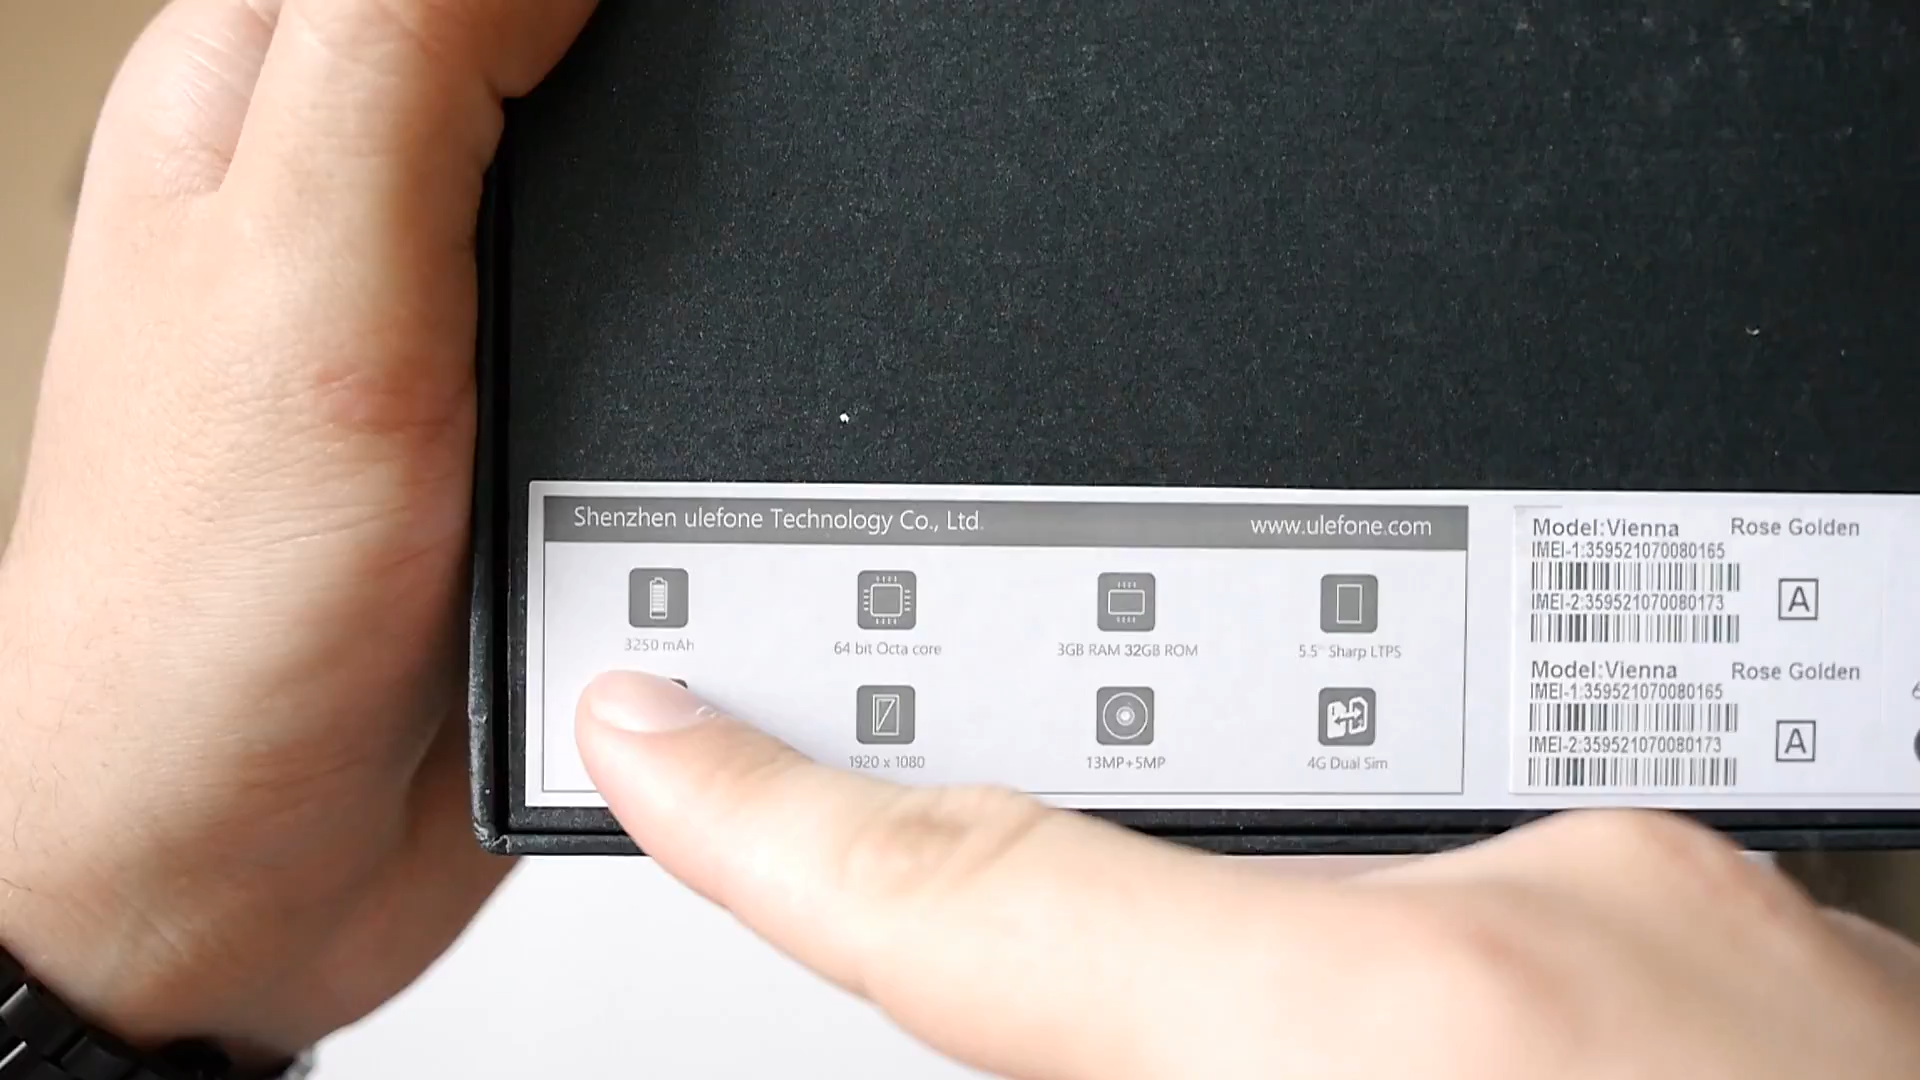 Shenzhen ulefone Technology Co., Ltd.
www.ulefone.com
3250 mAh
64 bit Octa core
3GB RAM 32GB ROM
5.5" Sharp LTPS
1920 x 1080
13MP+5MP
4G Dual Sim
Model:Vienna Rose Golden
IMEI-1:359521070080165
IMEI-2:359521070080173
A
Model:Vienna Rose Golden
IMEI-1:359521070080165
IMEI-2:359521070080173
A